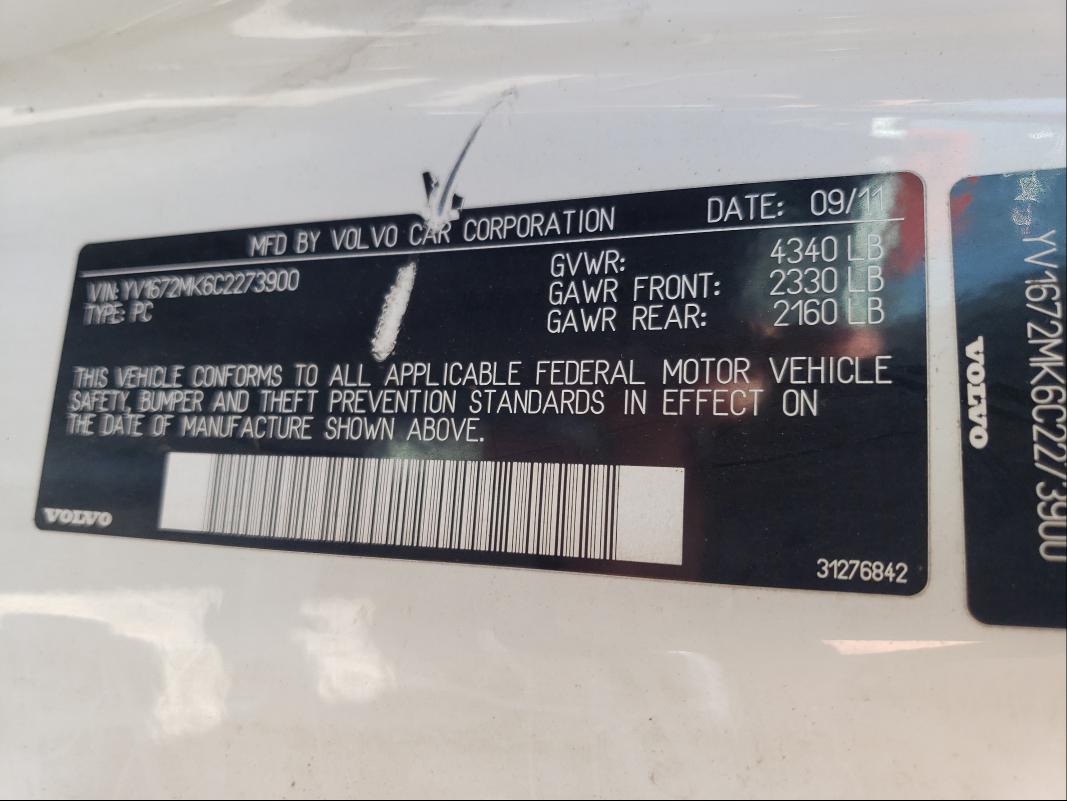 MFD BY VOLVO CAR CORPORATION DATE: 09/11
VIN: YV1672MK6C2273900
TYPE: PC
GVWR: 4340 LB
GAWR FRONT: 2330 LB
GAWR REAR: 2160 LB
THIS VEHICLE CONFORMS TO ALL APPLICABLE FEDERAL MOTOR VEHICLE
SAFETY, BUMPER AND THEFT PREVENTION STANDARDS IN EFFECT ON
THE DATE OF MANUFACTURE SHOWN ABOVE.
VOLVO
31276842
VOLVO
YV1672MK6C2273900